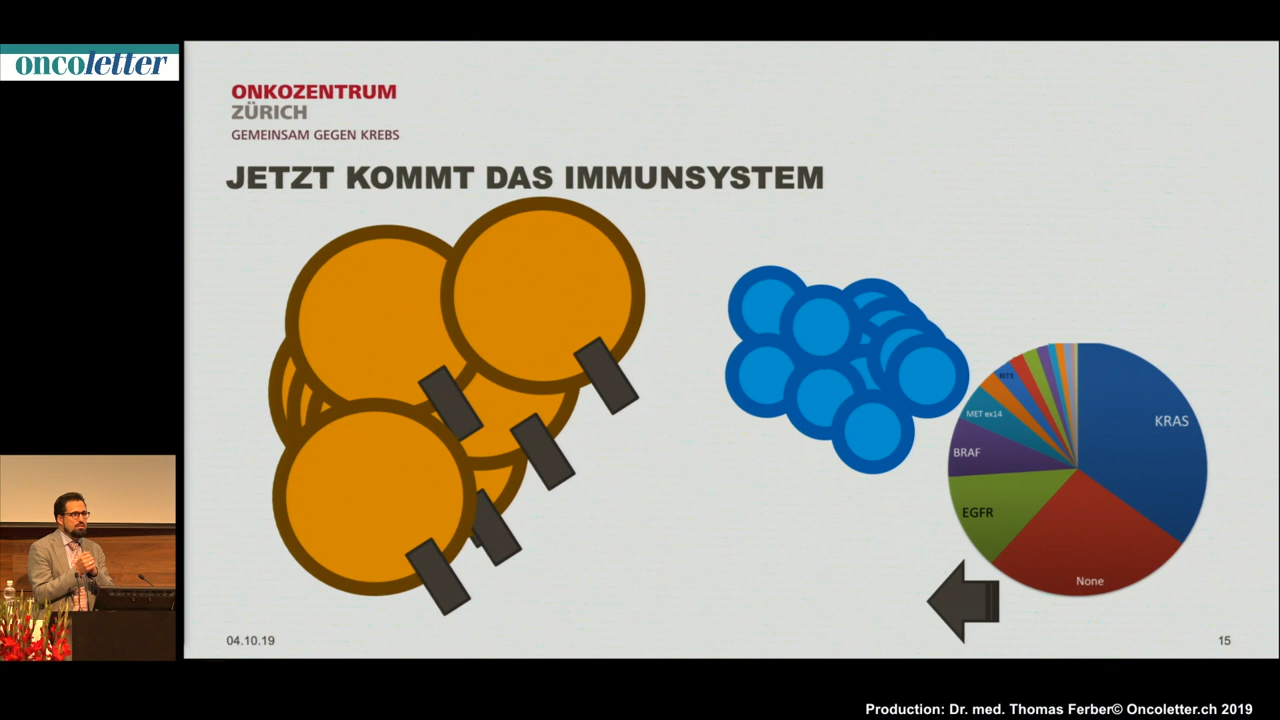 oncoletter
ONKOZENTRUM
ZÜRICH
GEMEINSAM GEGEN KREBS
JETZT KOMMT DAS IMMUNSYSTEM
KRAS
MET ex14
BRAF
EGFR
None
04.10.19
15
Production: Dr. med. Thomas Ferber© Oncoletter.ch 2019